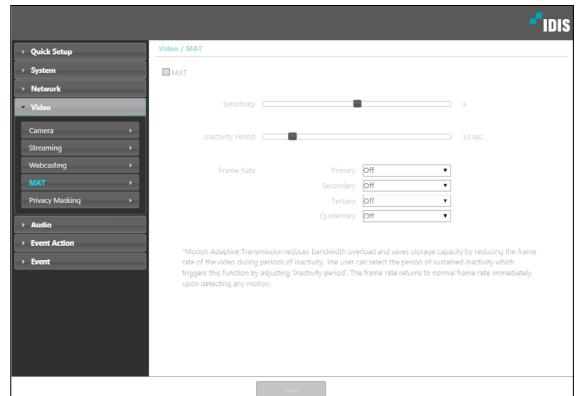 IDIS
Quick Setup
System
Network
Video
Camera
Streaming
Webcasting
MAT
Privacy Masking
Audio
Event Action
Event
Video / MAT
MAT
Sensitivity 3
Inactivity Period 10 sec.
Frame Rate Primary Off
Secondary Off
Tertiary Off
Quaternary Off
*Motion Adaptive Transmission reduces bandwidth overload and saves storage capacity by reducing the frame
rate of the video during periods of inactivity. The user can select the period of sustained inactivity which
triggers this function by adjusting 'Inactivity period'. The frame rate returns to normal frame rate immediately
upon detecting any motion.